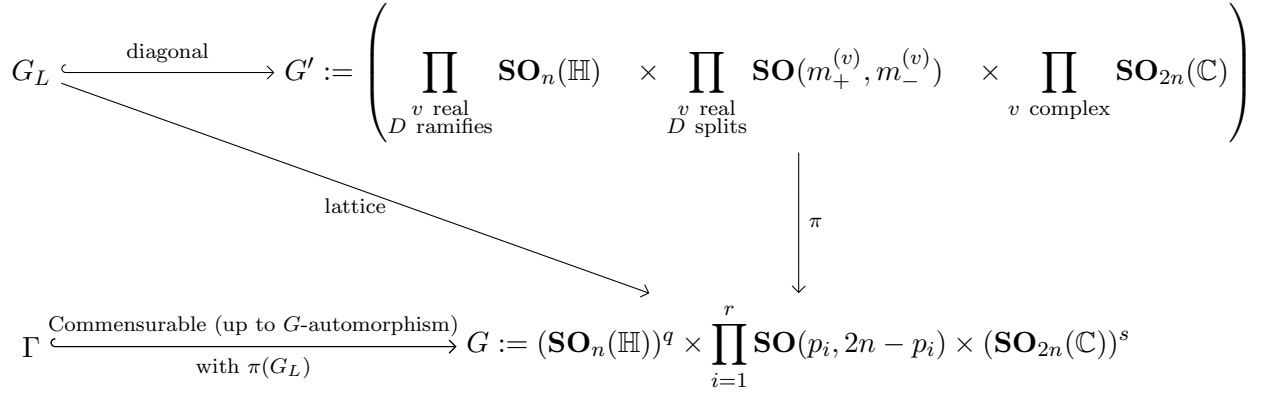 diagonal
G_L ↪ G′ := ( ∏_{v real D ramifies} SO_n(ℍ) × ∏_{v real D splits} SO(m_+^{(v)}, m_-^{(v)}) × ∏_{v complex} SO_{2n}(ℂ) )
lattice
π
Commensurable (up to G-automorphism)
Γ ↪ G := (SO_n(ℍ))^q × ∏_{i=1}^{r} SO(p_i, 2n − p_i) × (SO_{2n}(ℂ))^s
with π(G_L)